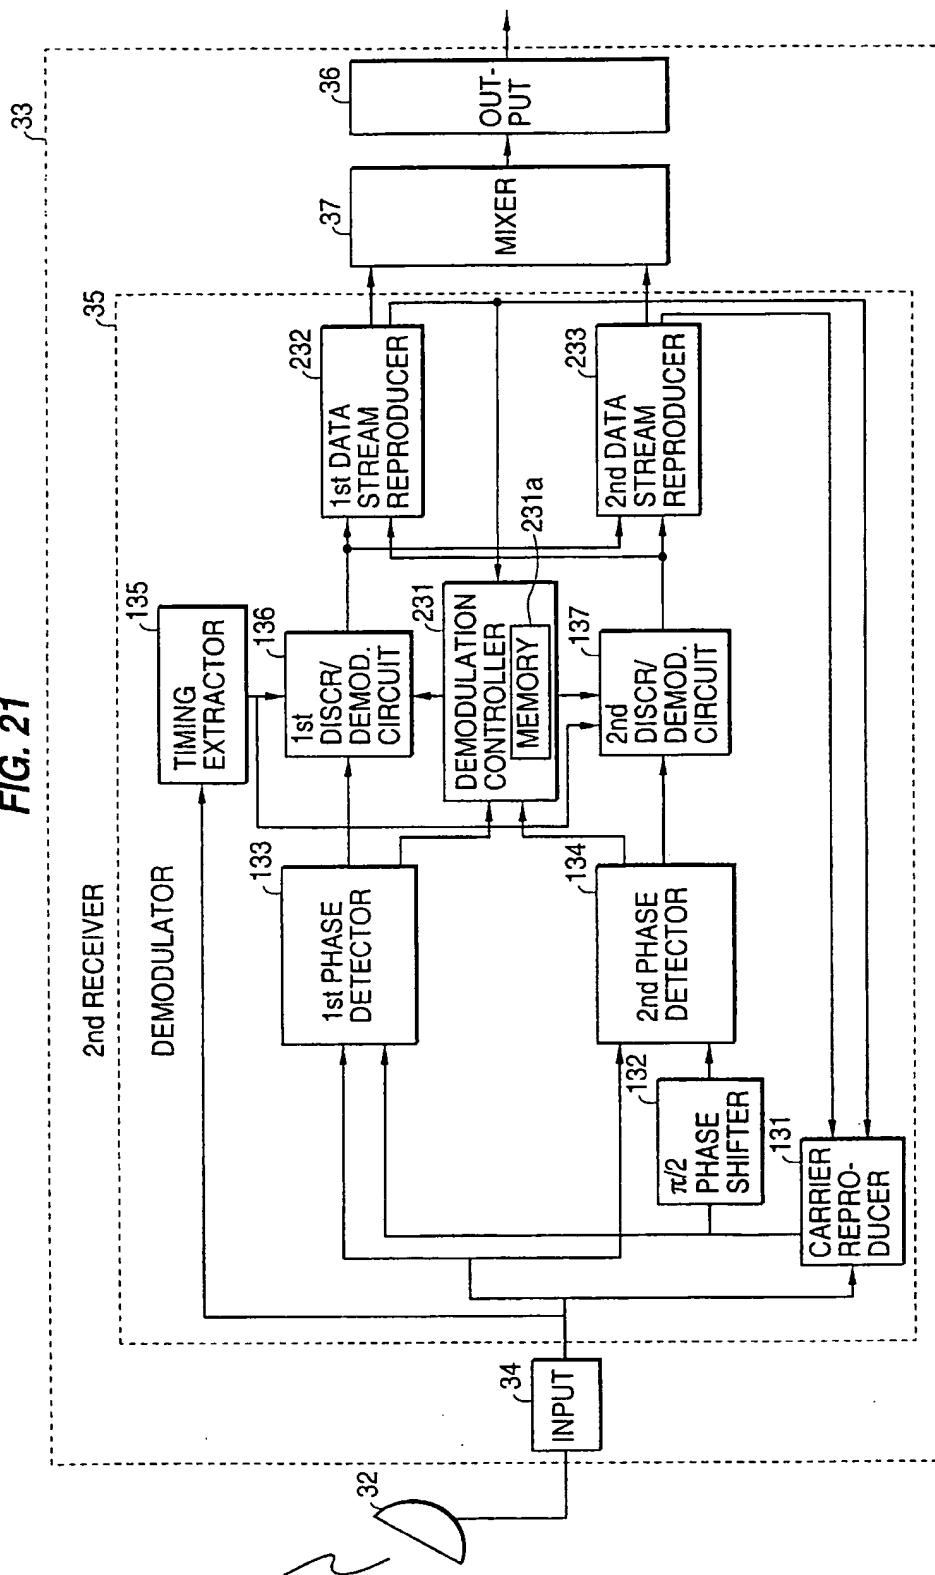 FIG. 21
33
2nd RECEIVER
35
DEMODULATOR
32
34
INPUT
135
TIMING
EXTRACTOR
133
1st PHASE
DETECTOR
136
1st
DISCR/
DEMOD.
CIRCUIT
232
1st DATA
STREAM
REPRODUCER
37
MIXER
36
OUT-
PUT
231
DEMODULATION
CONTROLLER
MEMORY
231a
134
2nd PHASE
DETECTOR
137
2nd
DISCR/
DEMOD.
CIRCUIT
233
2nd DATA
STREAM
REPRODUCER
132
π/2
PHASE
SHIFTER
131
CARRIER
REPRO-
DUCER